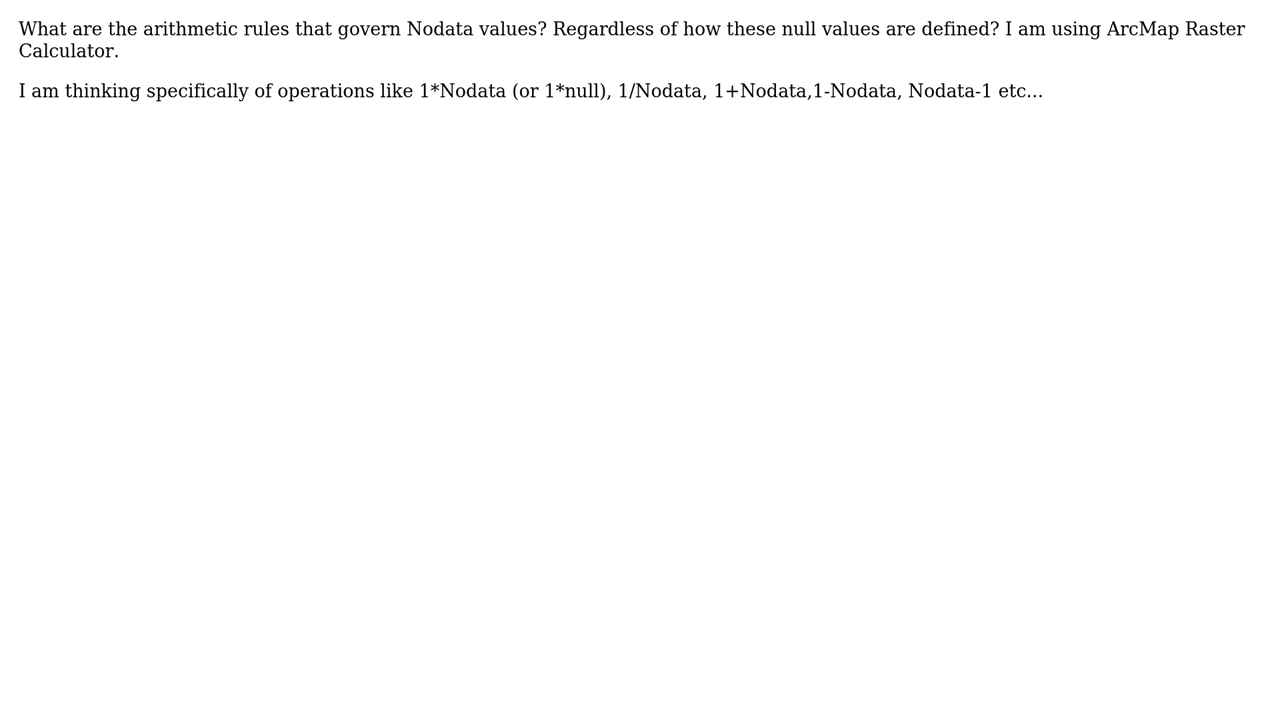 What are the arithmetic rules that govern Nodata values? Regardless of how these null values are defined? I am using ArcMap Raster
Calculator.
I am thinking specifically of operations like 1*Nodata (or 1*null), 1/Nodata, 1+Nodata,1-Nodata, Nodata-1 etc...